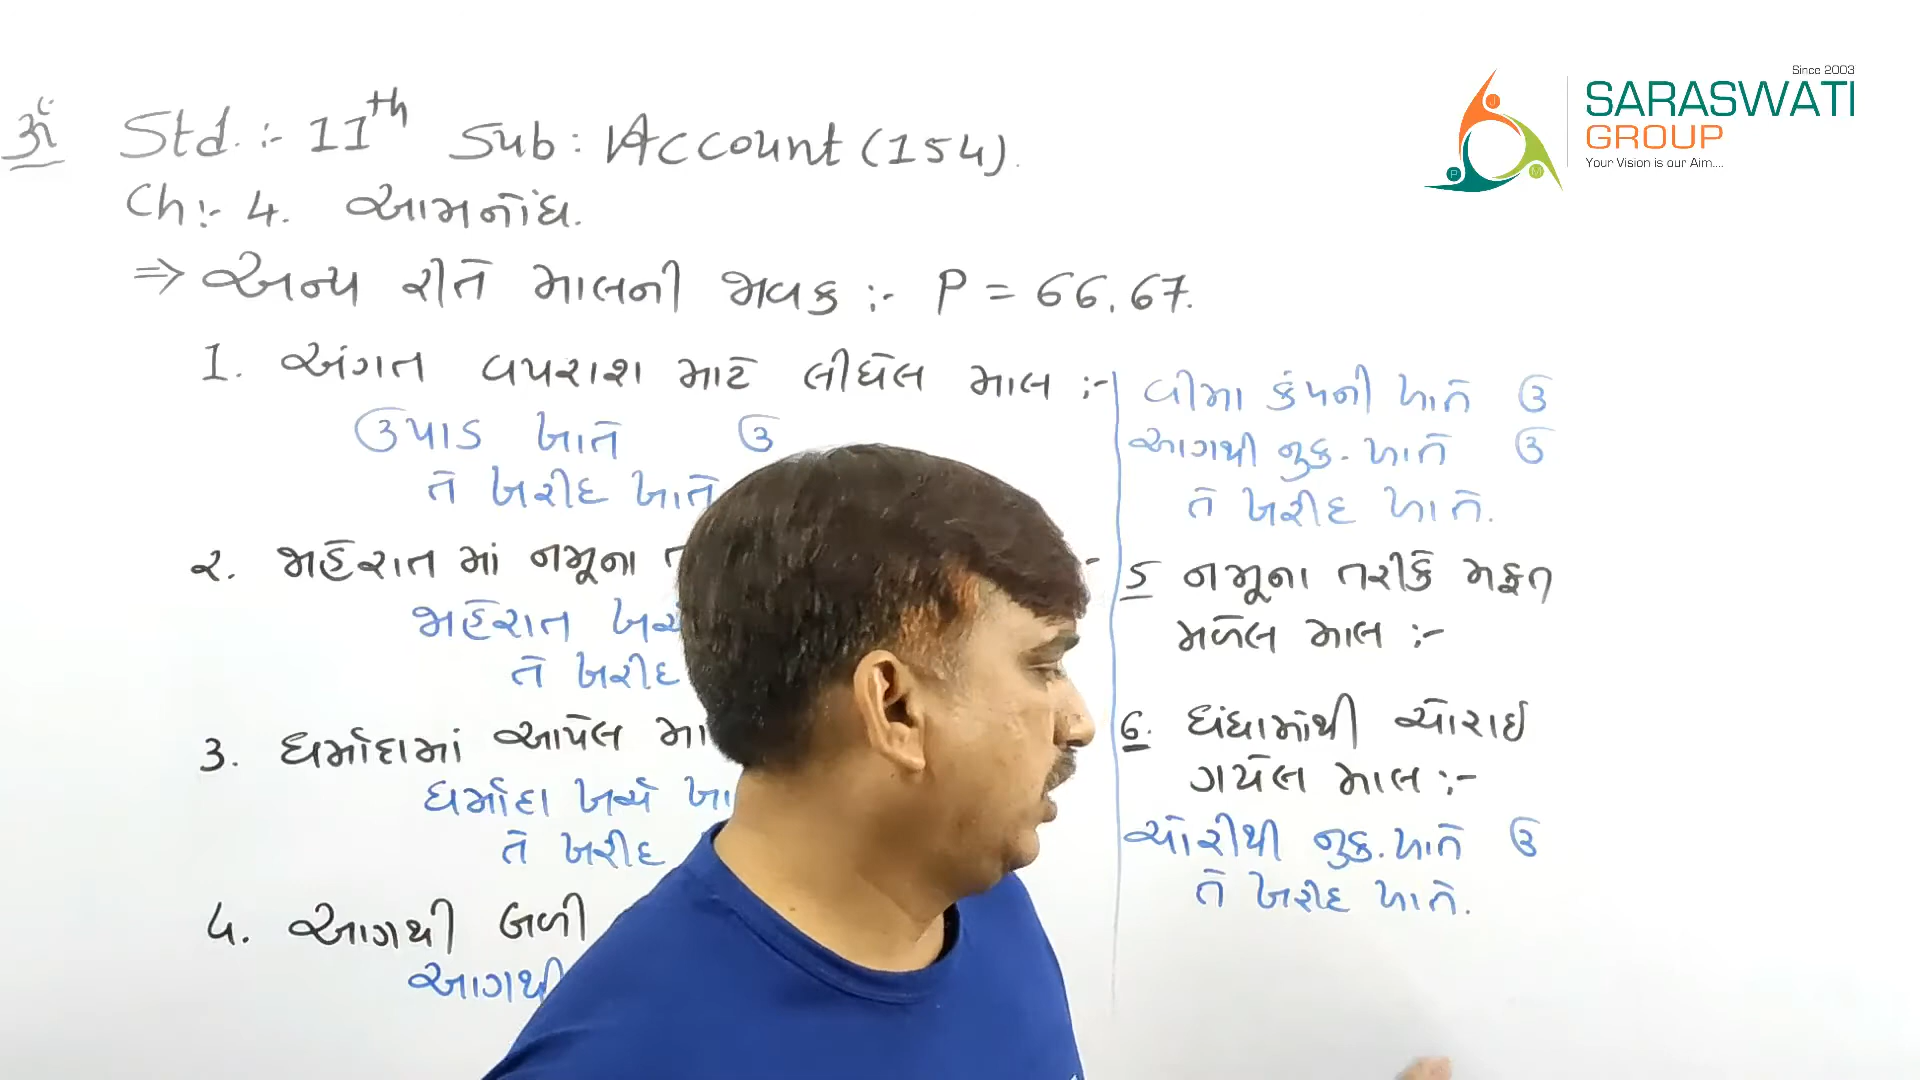 ૐ Std. :- 11th Sub : Account (154).
Ch :- 4. આમનોંધ.
⇒ અન્ય રીતે માલની જાવક :- P = 66, 67.
1. અંગત વપરાશ માટે લીધેલ માલ :-
ઉપાડ ખાતે ઉ
તે ખરીદ ખાતે
2. જાહેરાત માં નમૂના
જાહેરાત ખર્ચ
તે ખરીદ
3. ધર્માદામાં આપેલ
ધર્માદા ખર્ચ
તે ખરીદ
4. આગથી બળી
આગથી
વીમા કંપની ખાતે ઉ
આગથી નુક. ખાતે ઉ
તે ખરીદ ખાતે.
5 નમૂના તરીકે મફત
મળેલ માલ :-
6. ધંધામાંથી ચોરાઈ
ગયેલ માલ :-
ચોરીથી નુક. ખાતે ઉ
તે ખરીદ ખાતે.
Since 2003
SARASWATI
GROUP
Your Vision is our Aim....
J
P
M